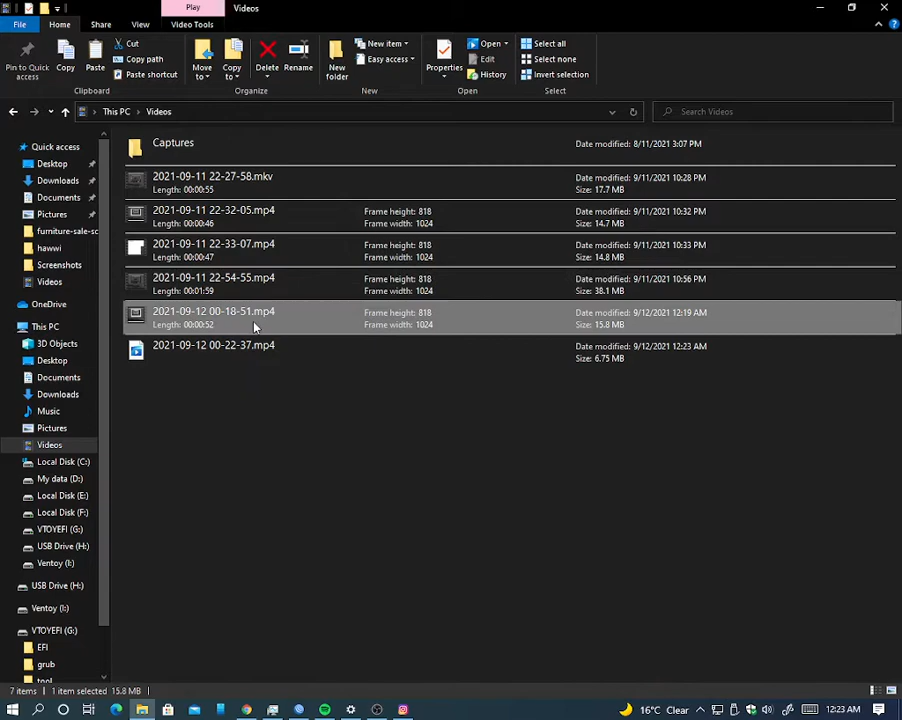 Play
Videos
File
Home
Share
View
Video Tools
Pin to Quick access
Copy
Paste
Cut
Copy path
Paste shortcut
Clipboard
Move to
Copy to
Delete
Rename
Organize
New folder
New item
Easy access
New
Properties
Open
Edit
History
Open
Select all
Select none
Invert selection
Select
This PC
Videos
Search Videos
Quick access
Desktop
Downloads
Documents
Pictures
furniture-sale-sc
hawwi
Screenshots
Videos
OneDrive
This PC
3D Objects
Desktop
Documents
Downloads
Music
Pictures
Videos
Local Disk (C:)
My data (D:)
Local Disk (E:)
Local Disk (F:)
VTOYEFI (G:)
USB Drive (H:)
Ventoy (I:)
USB Drive (H:)
Ventoy (I:)
VTOYEFI (G:)
EFI
grub
tool
Captures
Date modified: 8/11/2021 3:07 PM
2021-09-11 22-27-58.mkv
Length: 00:00:55
Date modified: 9/11/2021 10:28 PM
Size: 17.7 MB
2021-09-11 22-32-05.mp4
Length: 00:00:46
Frame height: 818
Frame width: 1024
Date modified: 9/11/2021 10:32 PM
Size: 14.7 MB
2021-09-11 22-33-07.mp4
Length: 00:00:47
Frame height: 818
Frame width: 1024
Date modified: 9/11/2021 10:33 PM
Size: 14.8 MB
2021-09-11 22-54-55.mp4
Length: 00:01:59
Frame height: 818
Frame width: 1024
Date modified: 9/11/2021 10:56 PM
Size: 38.1 MB
2021-09-12 00-18-51.mp4
Length: 00:00:52
Frame height: 818
Frame width: 1024
Date modified: 9/12/2021 12:19 AM
Size: 15.8 MB
2021-09-12 00-22-37.mp4
Date modified: 9/12/2021 12:23 AM
Size: 6.75 MB
7 items
1 item selected 15.8 MB
16°C Clear
12:23 AM